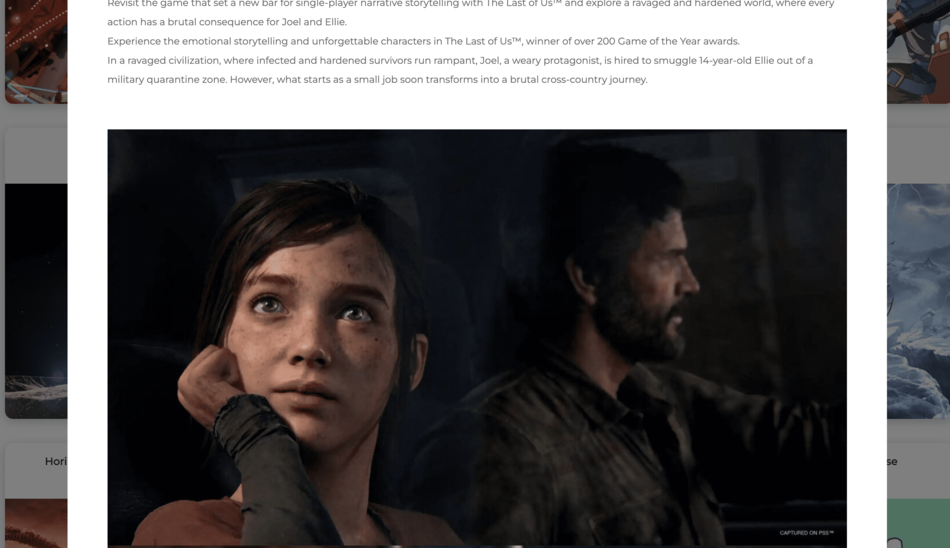 Revisit the game that set a new bar for single-player narrative storytelling with The Last of Us™ and explore a ravaged and hardened world, where every
action has a brutal consequence for Joel and Ellie.
Experience the emotional storytelling and unforgettable characters in The Last of Us™, winner of over 200 Game of the Year awards.
In a ravaged civilization, where infected and hardened survivors run rampant, Joel, a weary protagonist, is hired to smuggle 14-year-old Ellie out of a
military quarantine zone. However, what starts as a small job soon transforms into a brutal cross-country journey.
Hori
se
CAPTURED ON PS5™